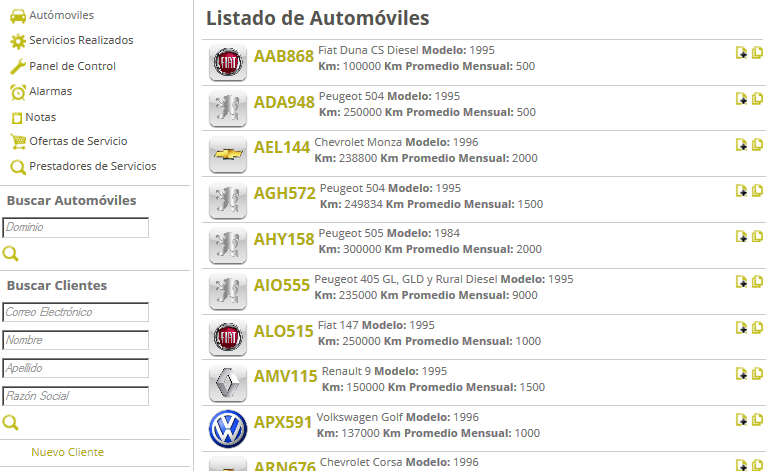 Autómoviles
Servicios Realizados
Panel de Control
Alarmas
Notas
Ofertas de Servicio
Prestadores de Servicios
Buscar Automóviles
Dominio
Buscar Clientes
Correo Electrónico
Nombre
Apellido
Razón Social
Nuevo Cliente
Listado de Automóviles
FIAT
AAB868 Fiat Duna CS Diesel Modelo: 1995
Km: 100000 Km Promedio Mensual: 500
ADA948 Peugeot 504 Modelo: 1995
Km: 250000 Km Promedio Mensual: 500
AEL144 Chevrolet Monza Modelo: 1996
Km: 238800 Km Promedio Mensual: 2000
AGH572 Peugeot 504 Modelo: 1995
Km: 249834 Km Promedio Mensual: 1500
AHY158 Peugeot 505 Modelo: 1984
Km: 300000 Km Promedio Mensual: 2000
AIO555 Peugeot 405 GL, GLD y Rural Diesel Modelo: 1995
Km: 235000 Km Promedio Mensual: 9000
FIAT
ALO515 Fiat 147 Modelo: 1995
Km: 250000 Km Promedio Mensual: 1000
AMV115 Renault 9 Modelo: 1995
Km: 150000 Km Promedio Mensual: 1500
APX591 Volkswagen Golf Modelo: 1996
Km: 137000 Km Promedio Mensual: 1000
ARN676 Chevrolet Corsa Modelo: 1996